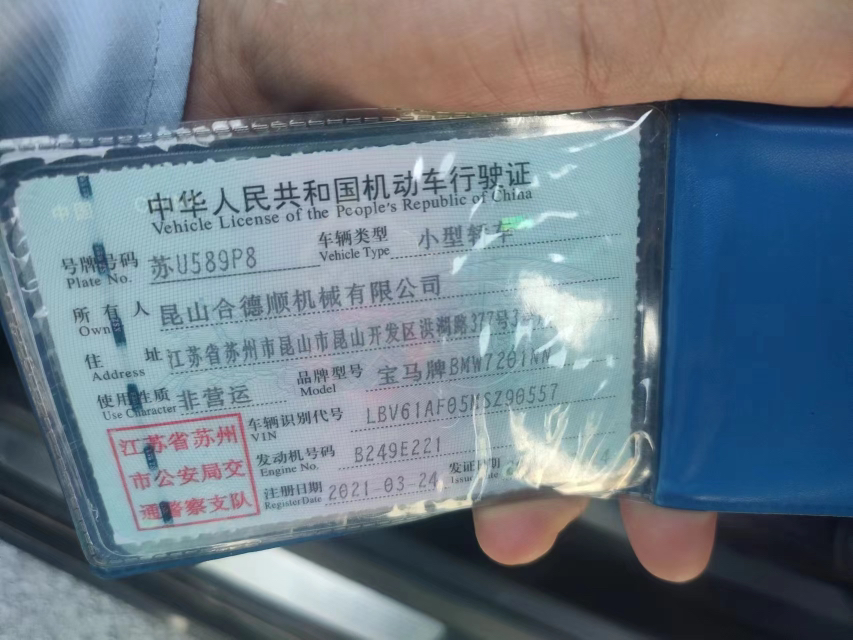 中华人民共和国机动车行驶证
Vehicle License of the People's Republic of China
号牌号码 苏U589P8 车辆类型 小型轿车
Plate No. Vehicle Type
所有人 昆山合德顺机械有限公司
Owner
住址 江苏省苏州市昆山市昆山开发区洪湖路377号3
Address
使用性质 非营运 品牌型号 宝马牌BMW7201NN
Use Character Model
江苏省苏州 车辆识别代号 LBV61AF05MSZ90557
VIN
市公安局交 发动机号码 B249E221
Engine No.
通警察支队 注册日期 2021-03-24 发证日期
Register Date Issue